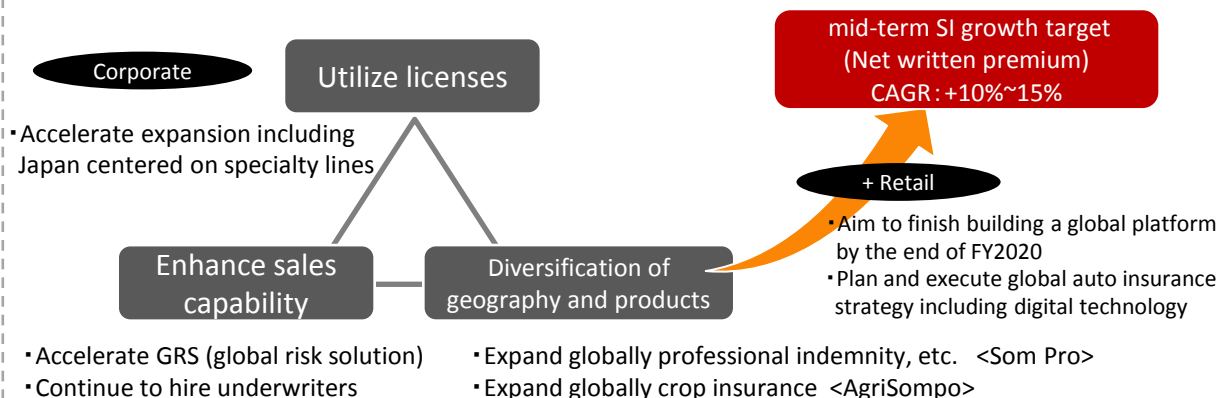 Corporate
Utilize licenses
・Accelerate expansion including
Japan centered on specialty lines
Enhance sales
capability
Diversification of
geography and products
・Accelerate GRS (global risk solution)
・Continue to hire underwriters
・Expand globally professional indemnity, etc. <Som Pro>
・Expand globally crop insurance <AgriSompo>
mid-term SI growth target
(Net written premium)
CAGR：+10%~15%
+ Retail
・Aim to finish building a global platform
by the end of FY2020
・Plan and execute global auto insurance
strategy including digital technology